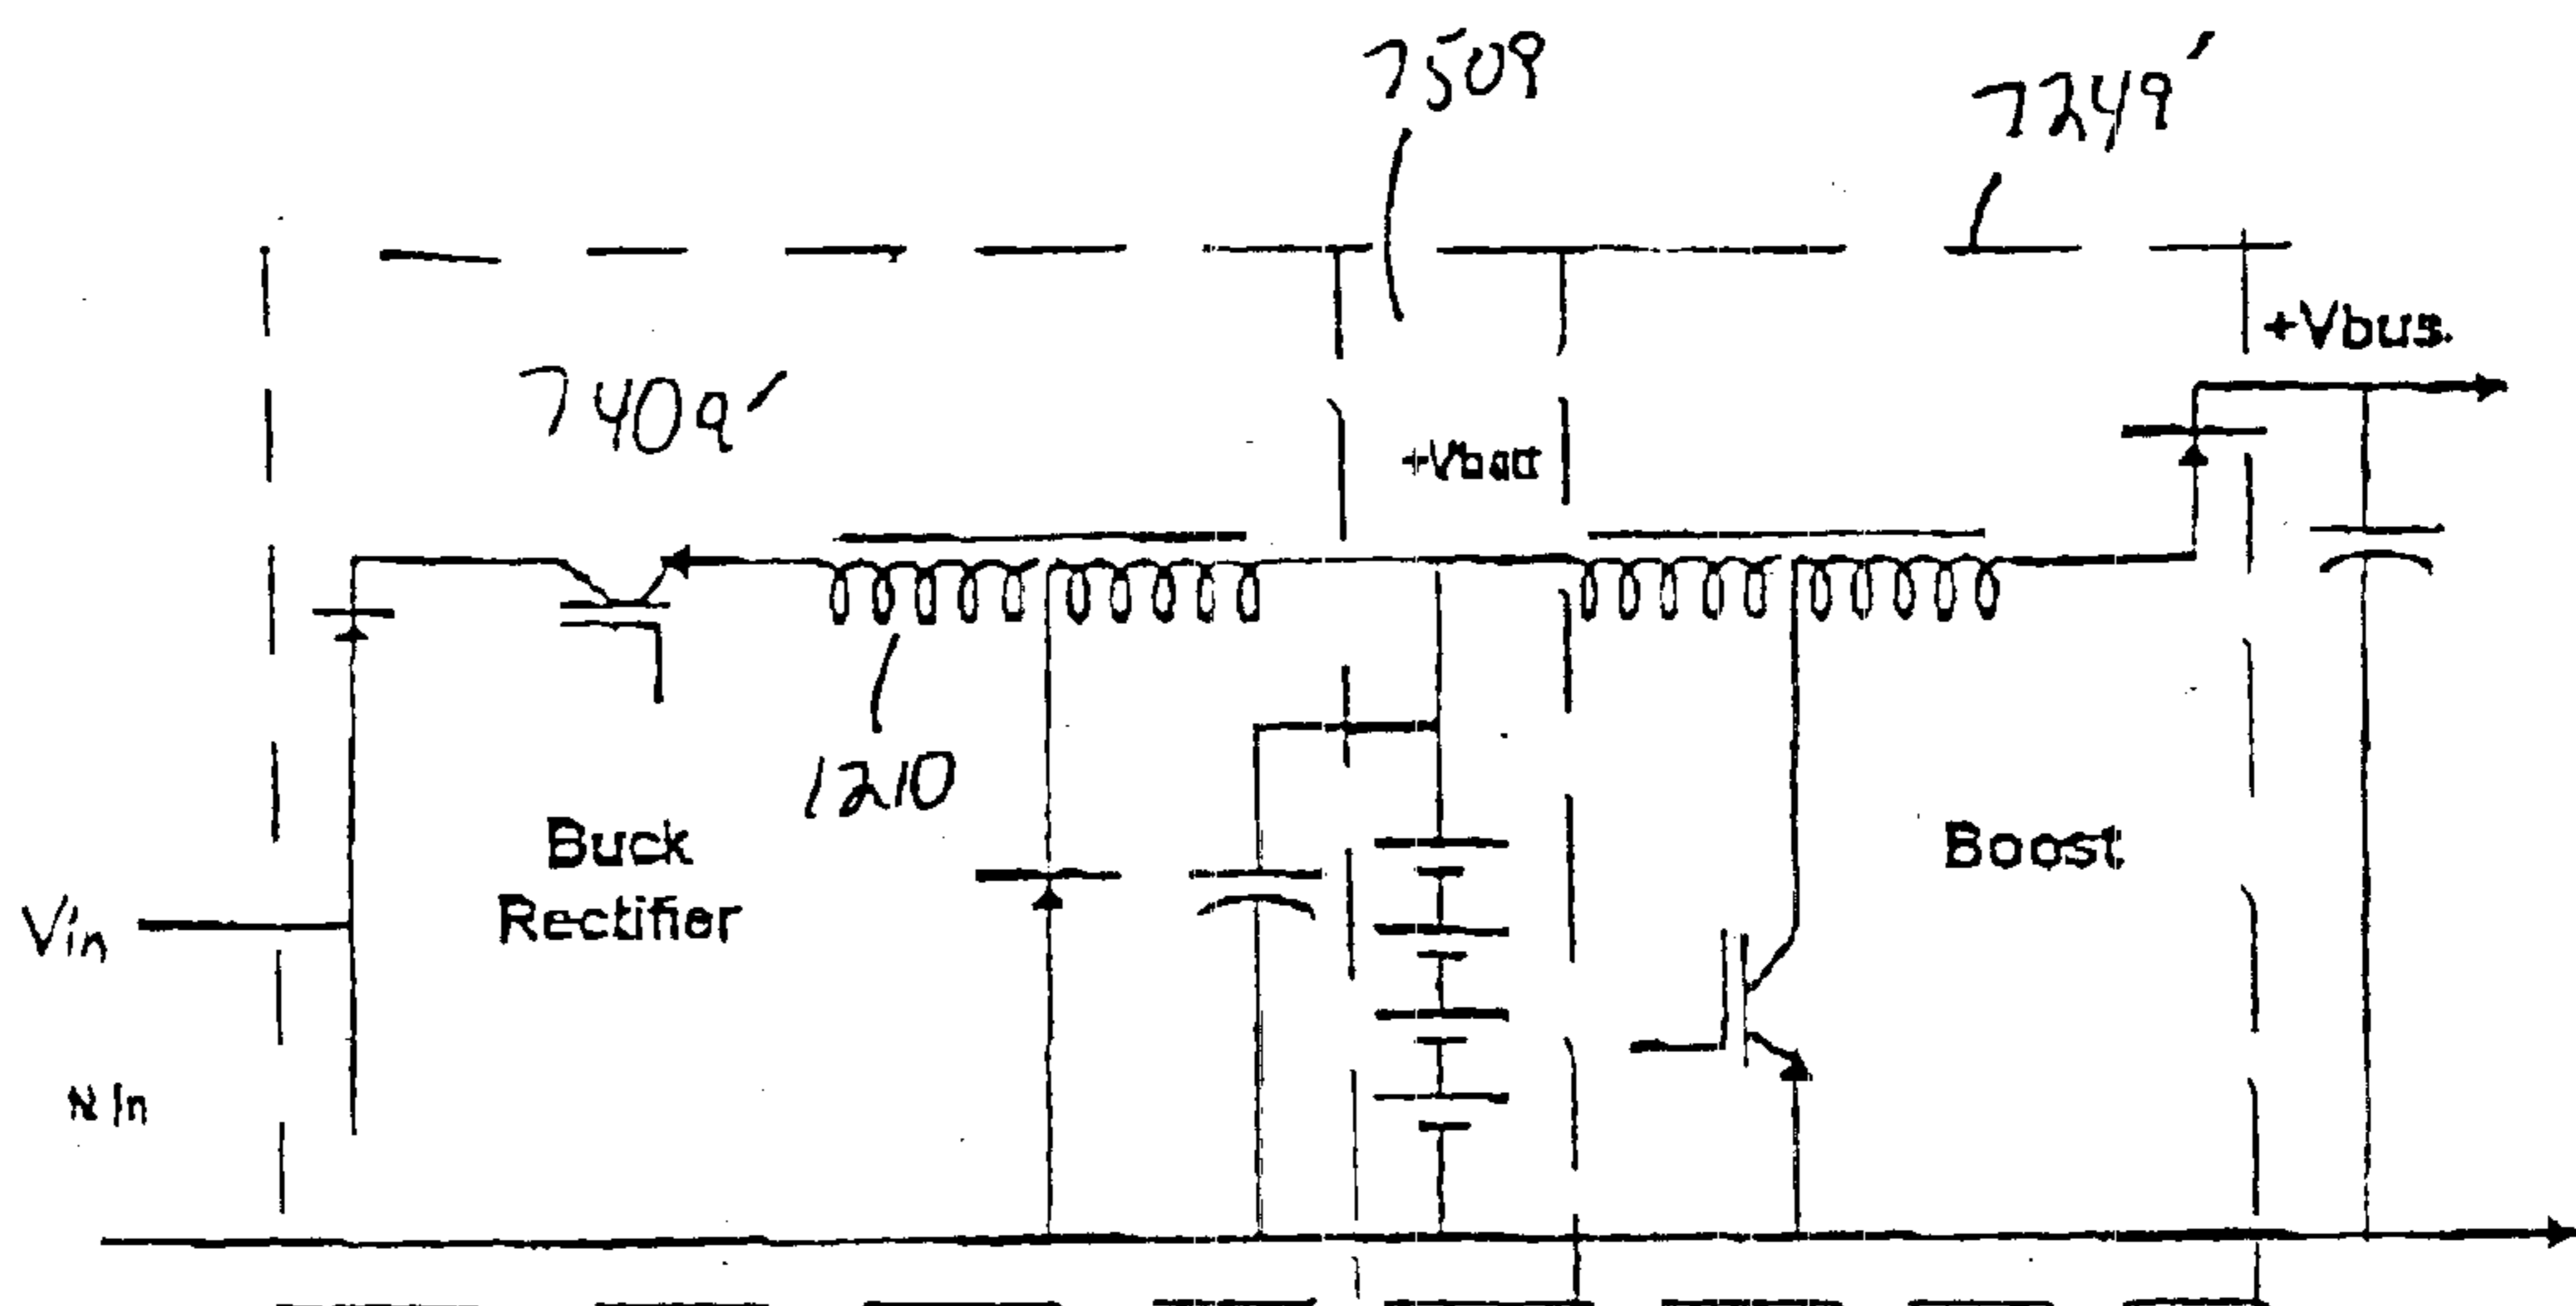 7509
7249'
+Vbus.
7409'
+Vbatt
1210
Buck
Rectifier
Boost
Vin
N In